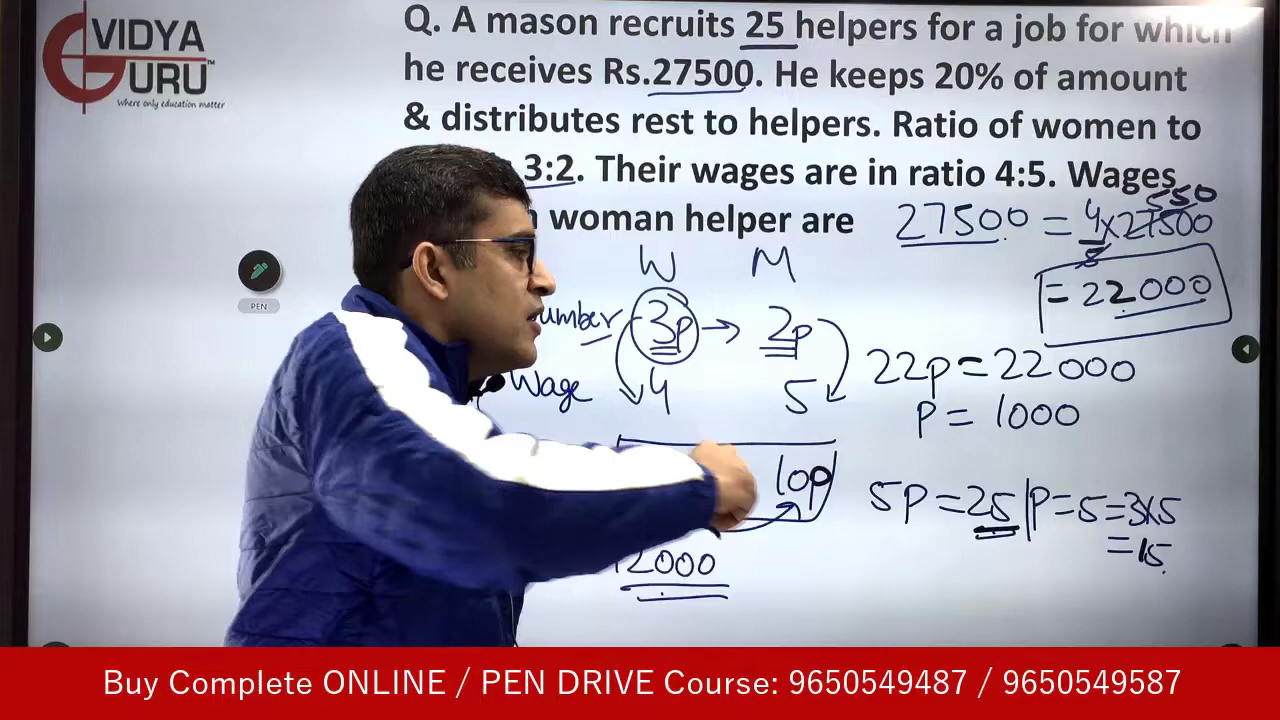 VIDYA
GURU
™
Where only education matter
Q. A mason recruits 25 helpers for a job for which
he receives Rs.27500. He keeps 20% of amount
& distributes rest to helpers. Ratio of women to
3:2. Their wages are in ratio 4:5. Wages
woman helper are
550
27500 = 4/5 × 27500
= 22000
W M
umber 3p → 2p
Wage 4 5
22p = 22000
P = 1000
10p
5P = 25 | P = 5 = 3×5
= 15
12000
PEN
Buy Complete ONLINE / PEN DRIVE Course: 9650549487 / 9650549587